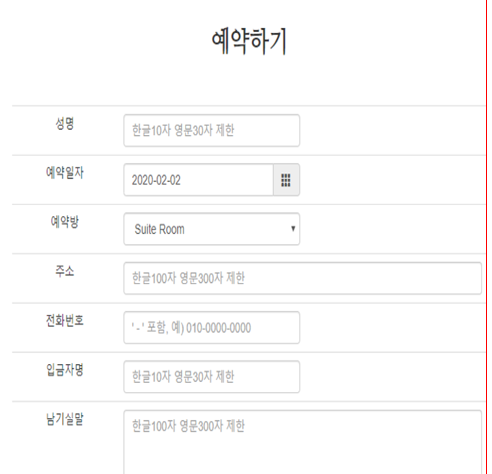 예약하기
성명
한글10자 영문30자 제한
예약일자
2020-02-02
예약방
Suite Room
주소
한글100자 영문300자 제한
전화번호
' - ' 포함, 예) 010-0000-0000
입금자명
한글10자 영문30자 제한
남기실말
한글100자 영문300자 제한